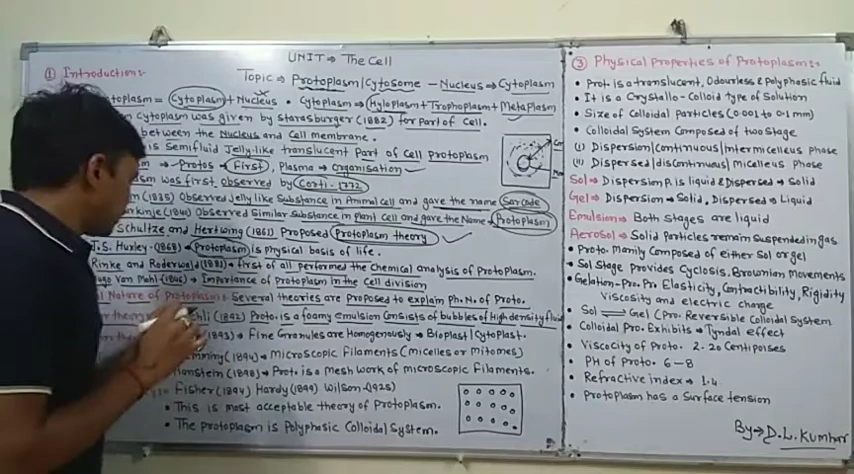 UNIT → The Cell
① Introduction:-
Topic ⇒ Protoplasm/Cytosome - Nucleus ⇒ Cytoplasm
Cytoplasm + Nucleus • Cytoplasm ⇒ Hyloplasm + Trophoplasm + Metaplasm
Cytoplasm was given by Starasburger (1882) for part of Cell.
between the Nucleus and Cell membrane.
is Semifluid Jelly-like translucent Part of Cell Protoplasm
→ Protos → First, Plasma → Organisation
was first observed by Corti-1772
(1835) Observed Jelly like Substance in Animal cell and gave the name Sarcode
(1840) Observed Similar Substance in Plant Cell and gave the Name → Protoplasm
Schultze and Hertwing (1861) Proposed Protoplasm theory
J.S. Huxley-(1868) → Protoplasm is physical basis of life.
Rinke and Roderwald (1881) → first of all performed the Chemical analysis of Protoplasm.
Hugo Van Mohl (1846) → Importance of Protoplasm in the Cell division
Nature of Protoplasm → Several theories are proposed to explain Ph. N. of Proto.
(1892) Proto. is a foamy emulsion Consists of bubbles of High density fluid
(1893) → Fine Granules are Homogenously → Bioplast/Cytoplast.
(1894) → Microscopic Filaments (micelles or mitomes)
Hanstein (1890) → Prot. is a mesh work of microscopic Filaments.
Fisher (1894) Hardy (1899) Wilson-(1925)
• This is most acceptable theory of Protoplasm.
• The protoplasm is Polyphasic Colloidal System.
③ Physical Properties of Protoplasm:-
• Prot. is a translucent, Odourless & Polyphasic fluid
• It is a Crystallo-Colloid type of Solution
• Size of Colloidal Particles (0.001 to 0.1 mm)
• Colloidal System Composed of two Stage
(i) Dispersion/Continuous/Intermicelleus phase
(ii) Dispersed/discontinuous/micelleus Phase
Sol → Dispersion P. is liquid & Dispersed → Solid
Gel → Dispersion → Solid, Dispersed → Liquid
Emulsion → Both stages are liquid
Aerosol → Solid Particles remain Suspended in gas
• Proto. Mainly Composed of either Sol or gel
• Sol Stage Provides Cyclosis, Brownian Movements
• Gelation → Pro. Pr. Elasticity, Contractibility, Rigidity
Viscosity and electric charge
• Sol ⇌ Gel (Pro. Reversible Colloidal System
• Colloidal Pro. Exhibits → Tyndal effect
• Viscosity of Proto. 2-20 Centipoises
• PH of Proto. 6-8
• Refractive index → 1.4
• Protoplasm has a Surface tension
By → D.L. Kumhar